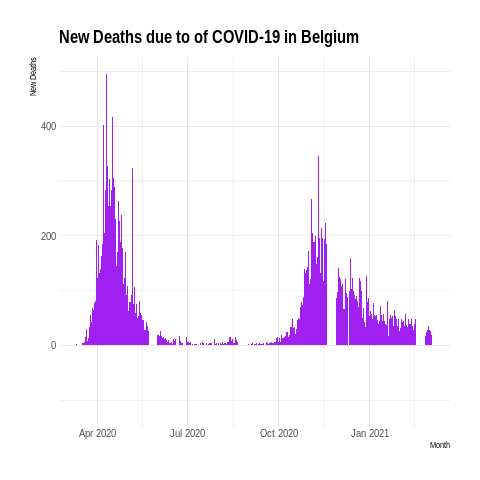 New Deaths due to of COVID-19 in Belgium
New Deaths
400
200
0
Apr 2020 Jul 2020 Oct 2020 Jan 2021
Month